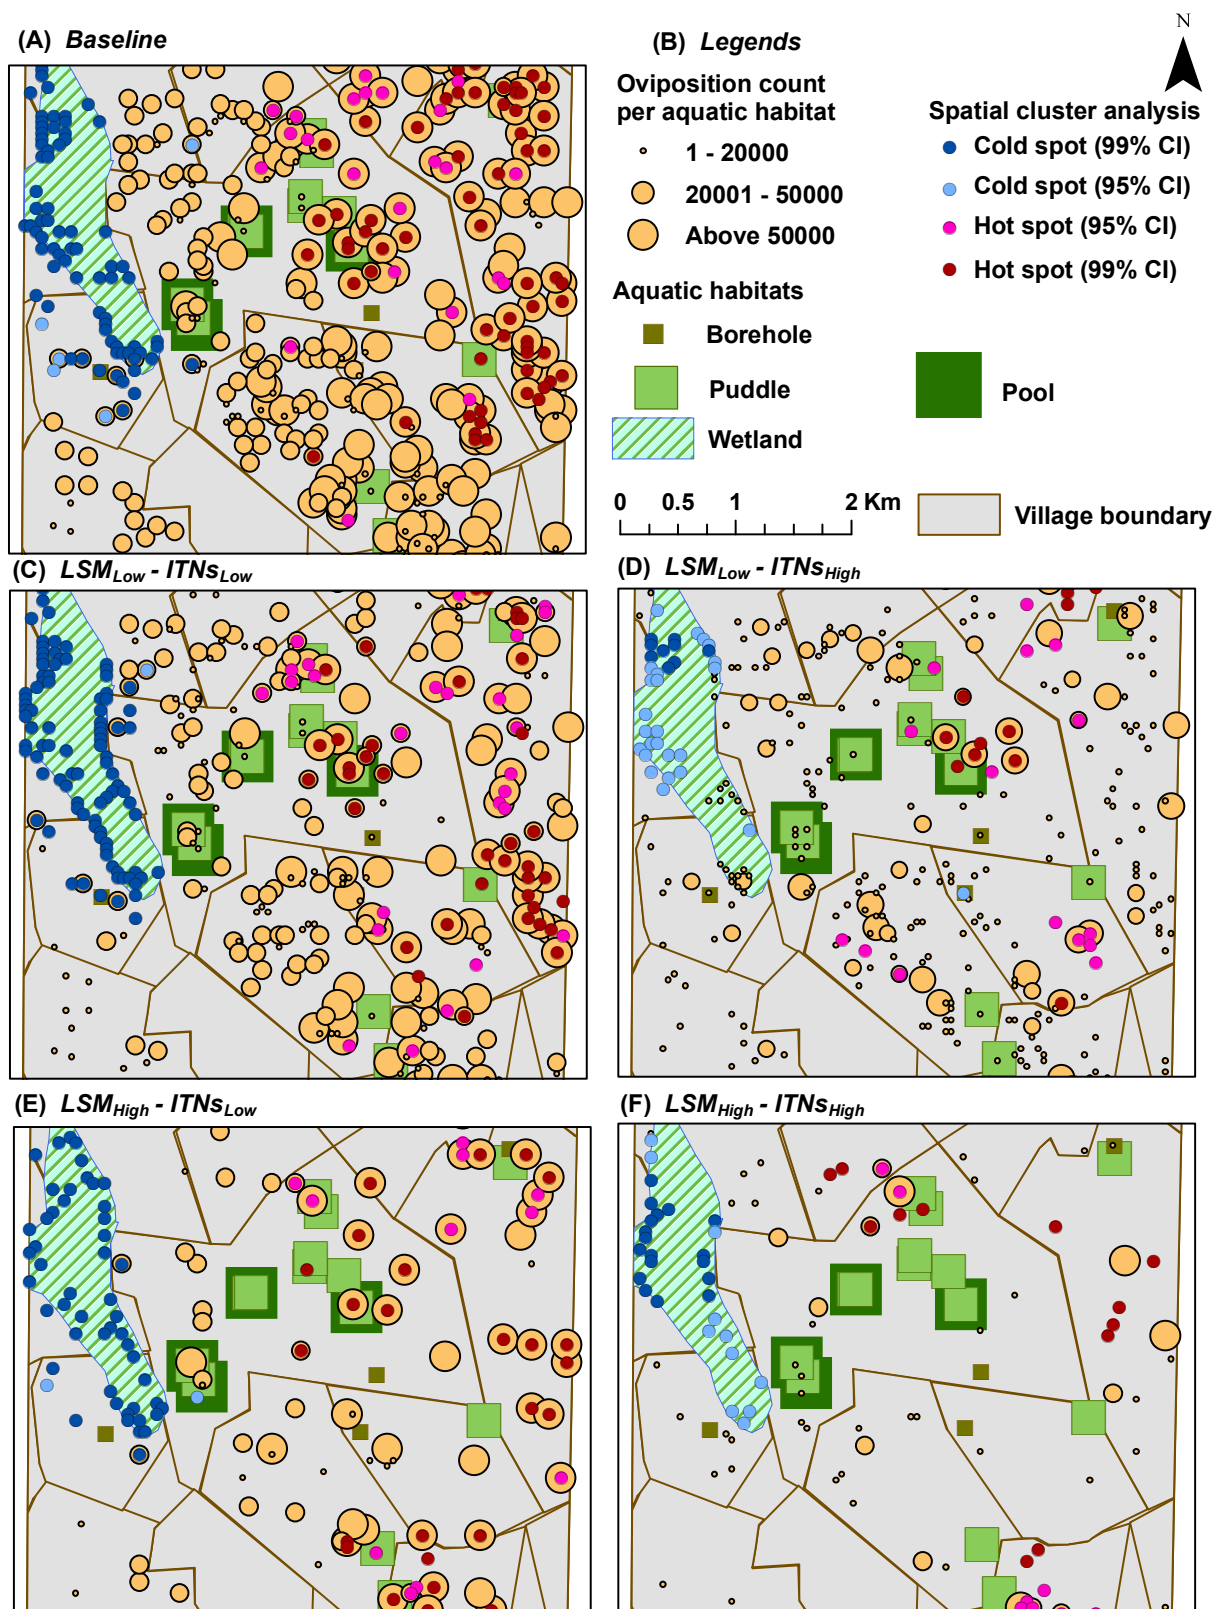 N
(A) Baseline
(B) Legends
Oviposition count
per aquatic habitat
1 - 20000
20001 - 50000
Above 50000
Spatial cluster analysis
Cold spot (99% CI)
Cold spot (95% CI)
Hot spot (95% CI)
Hot spot (99% CI)
Aquatic habitats
Borehole
Puddle
Pool
Wetland
0 0.5 1 2 Km
Village boundary
(C) LSMLow - ITNsLow
(D) LSMLow - ITNsHigh
(E) LSMHigh - ITNsLow
(F) LSMHigh - ITNsHigh